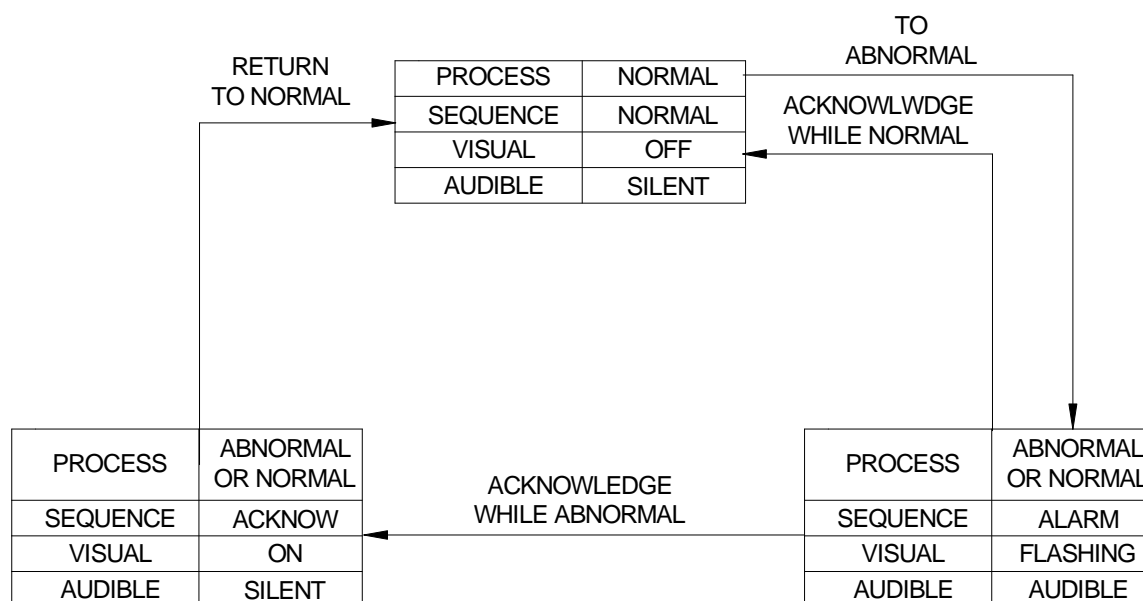 TO
ABNORMAL
RETURN
TO NORMAL
PROCESS NORMAL
SEQUENCE NORMAL
VISUAL OFF
AUDIBLE SILENT
ACKNOWLWDGE
WHILE NORMAL
PROCESS ABNORMAL
OR NORMAL
SEQUENCE ACKNOW
VISUAL ON
AUDIBLE SILENT
ACKNOWLEDGE
WHILE ABNORMAL
PROCESS ABNORMAL
OR NORMAL
SEQUENCE ALARM
VISUAL FLASHING
AUDIBLE AUDIBLE